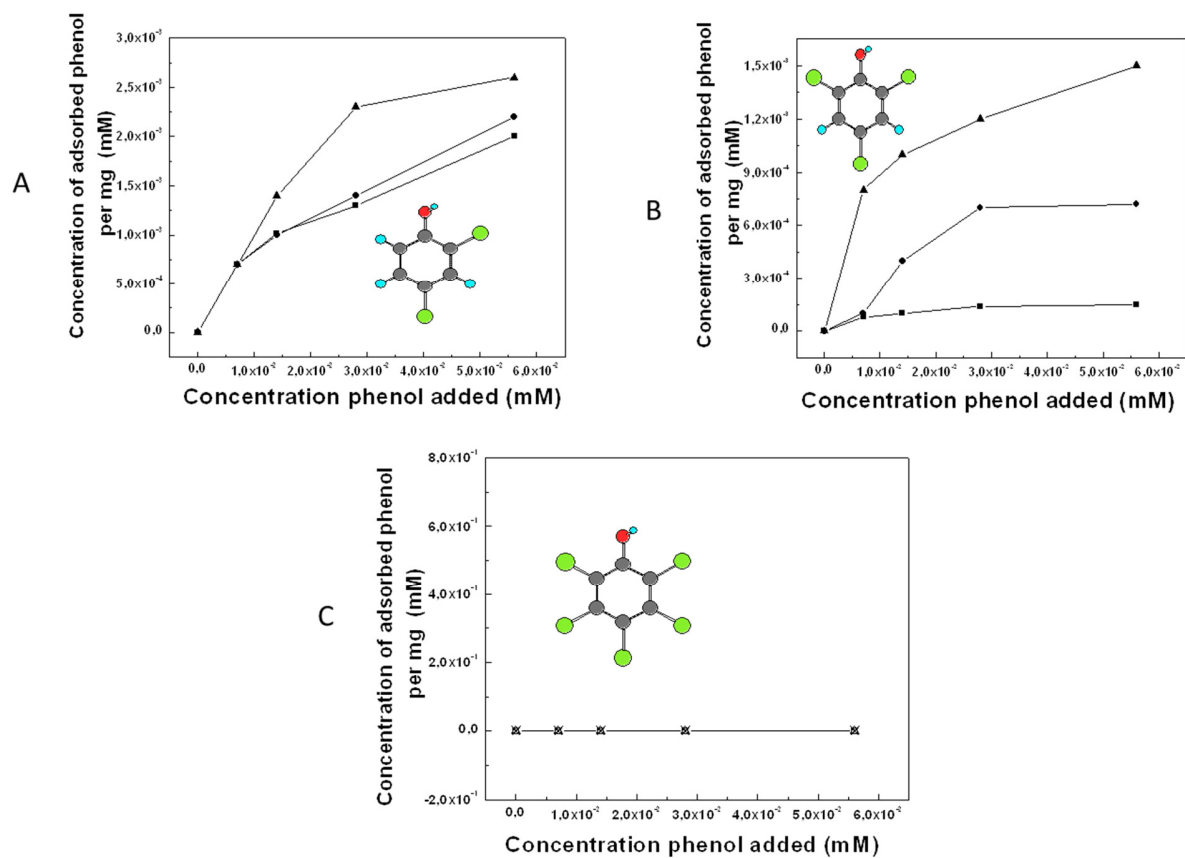 A
Concentration of adsorbed phenol
per mg (mM)
3,0x10⁻³
2,5x10⁻³
2,0x10⁻³
1,5x10⁻³
1,0x10⁻³
5,0x10⁻⁴
0,0
0,0 1,0x10⁻² 2,0x10⁻² 3,0x10⁻² 4,0x10⁻² 5,0x10⁻² 6,0x10⁻²
Concentration phenol added (mM)
B
Concentration of adsorbed phenol
per mg (mM)
1,5x10⁻³
1,2x10⁻³
9,0x10⁻⁴
6,0x10⁻⁴
3,0x10⁻⁴
0,0
0,0 1,0x10⁻² 2,0x10⁻² 3,0x10⁻² 4,0x10⁻² 5,0x10⁻² 6,0x10⁻²
Concentration phenol added (mM)
C
Concentration of adsorbed phenol
per mg (mM)
8,0x10⁻¹
6,0x10⁻¹
4,0x10⁻¹
2,0x10⁻¹
0,0
-2,0x10⁻¹
0,0 1,0x10⁻² 2,0x10⁻² 3,0x10⁻² 4,0x10⁻² 5,0x10⁻² 6,0x10⁻²
Concentration phenol added (mM)